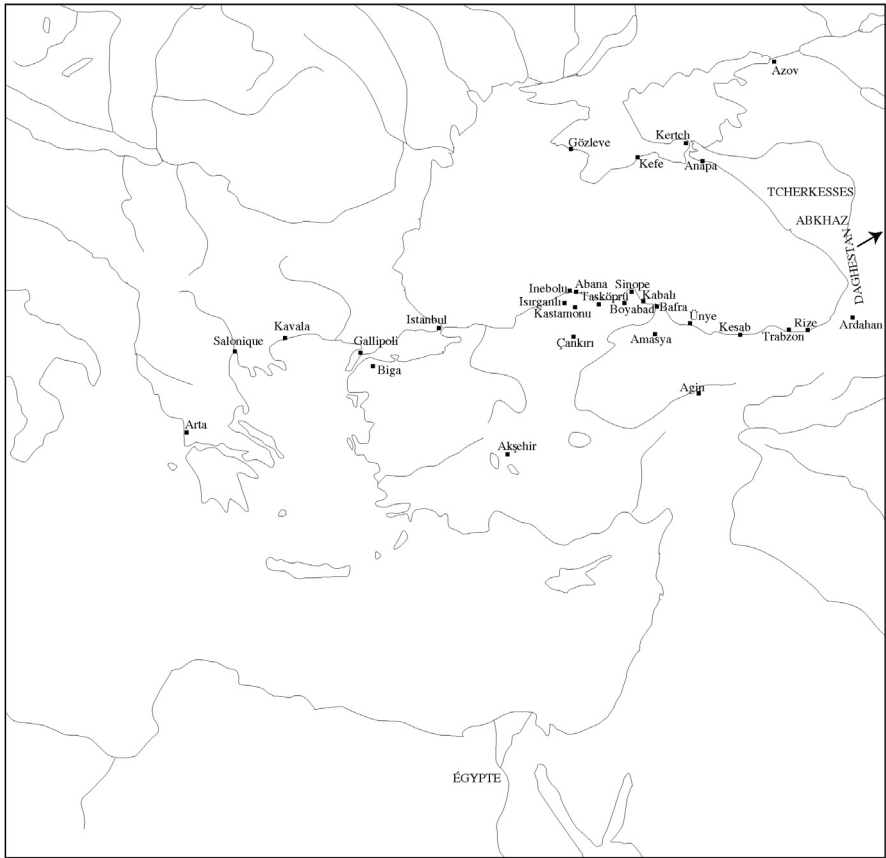 Azov
Kertch
Gözleve
Kefe
Anapa
TCHERKESSES
ABKHAZ
DAGHESTAN
Inebolu
Abana
Sinope
Isırganlı
Taşköprü
Kabalı
Kastamonu
Boyabad
Bafra
Istanbul
Ünye
Kavala
Kesab
Rize
Ardahan
Salonique
Gallipoli
Çankırı
Amasya
Trabzon
Biga
Agin
Arta
Akşehir
ÉGYPTE